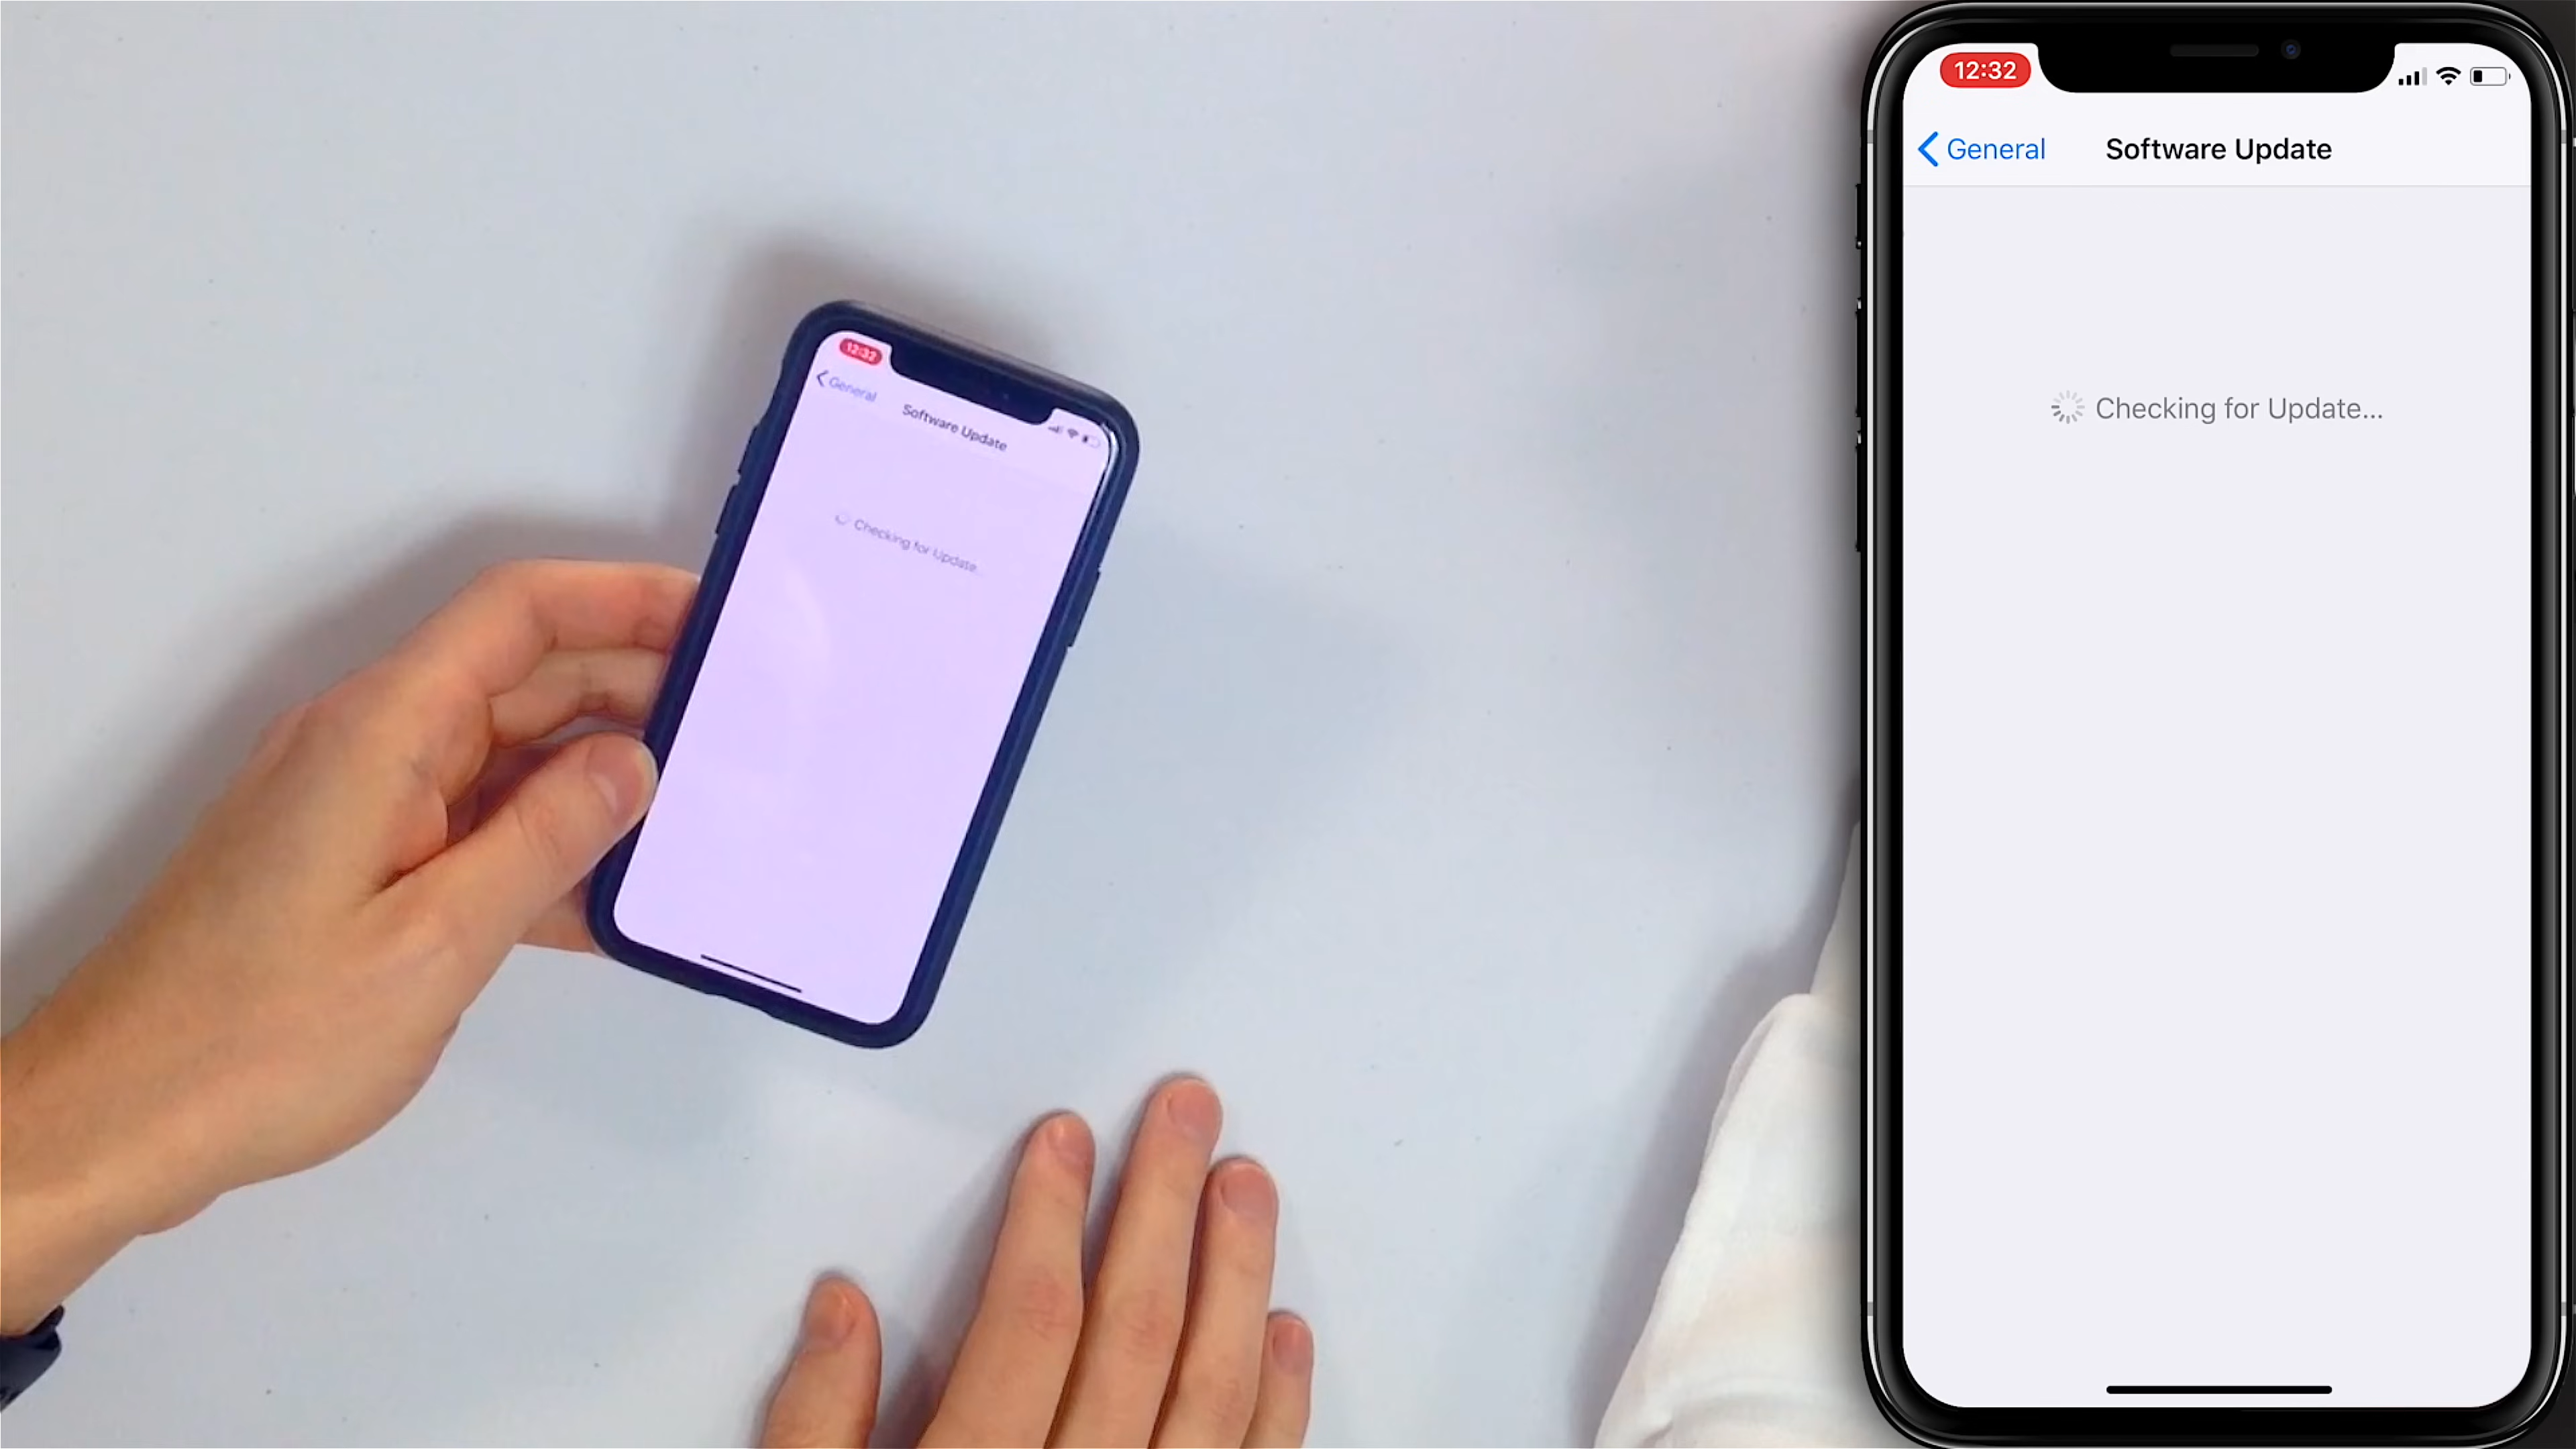 12:32
General
Software Update
Checking for Update...
12:32
General
Software Update
Checking for Update...